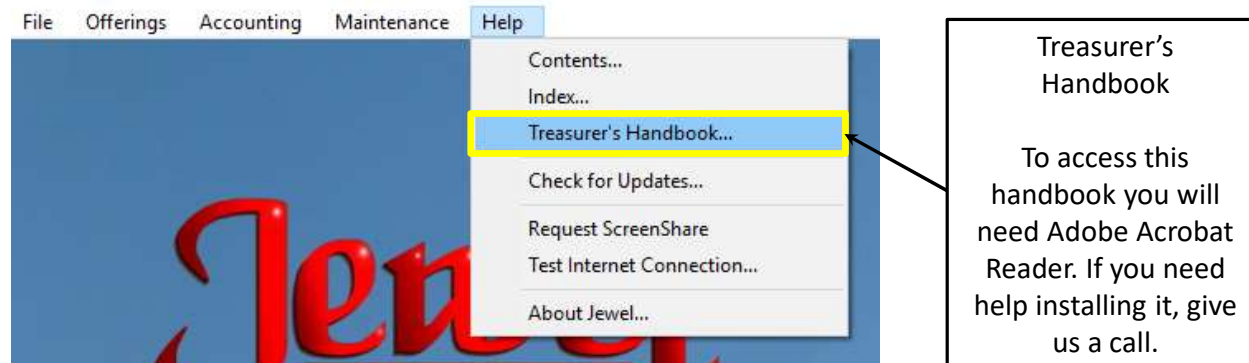 File Offerings Accounting Maintenance Help
Contents...
Index...
Treasurer's Handbook...
Check for Updates...
Request ScreenShare
Test Internet Connection...
About Jewel...
Jewel
Treasurer’s
Handbook
To access this
handbook you will
need Adobe Acrobat
Reader. If you need
help installing it, give
us a call.